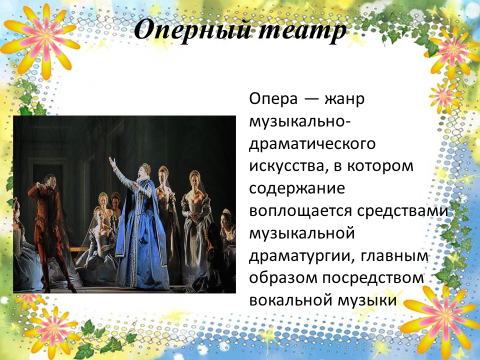 Оперный театр
Опера — жанр
музыкально-
драматического
искусства, в котором
содержание
воплощается средствами
музыкальной
драматургии, главным
образом посредством
вокальной музыки